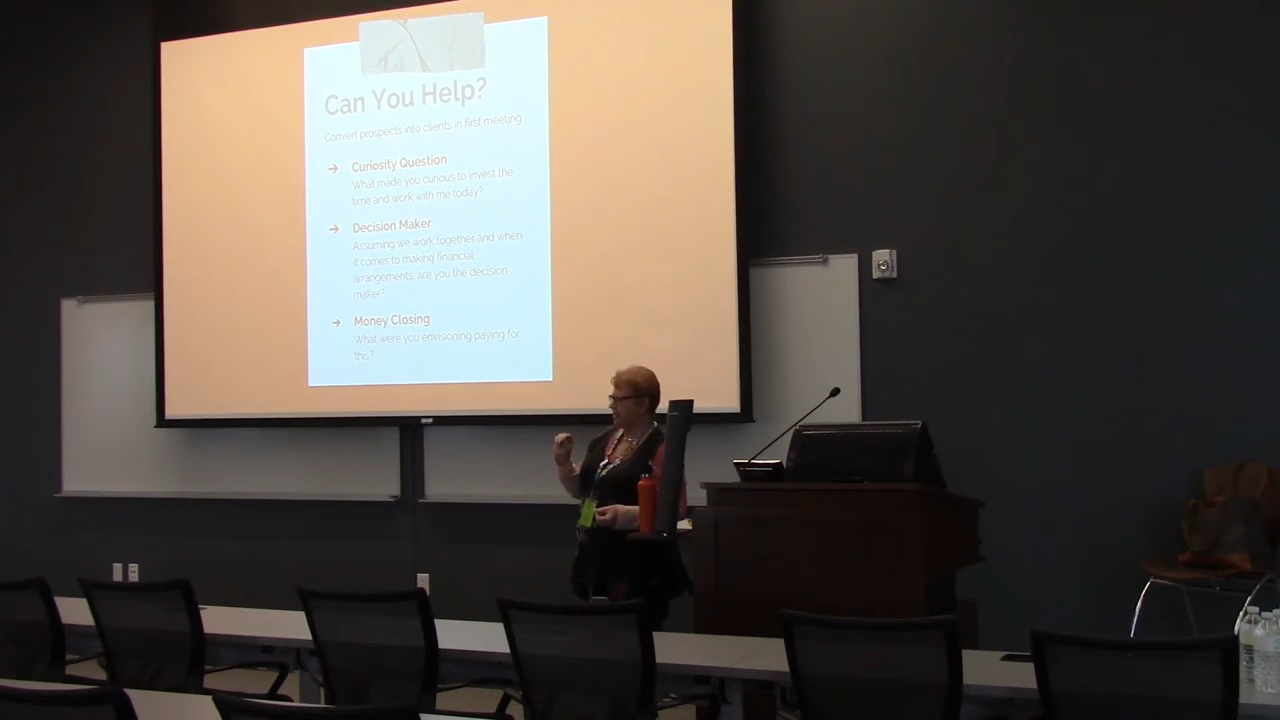 Can You Help?
Convert prospects into clients in first meeting
→ Curiosity Question
What made you curious to invest the
time and work with me today?
→ Decision Maker
Assuming we work together and when
it comes to making financial
arrangements, are you the decision
maker?
→ Money Closing
What were you envisioning paying for
this?